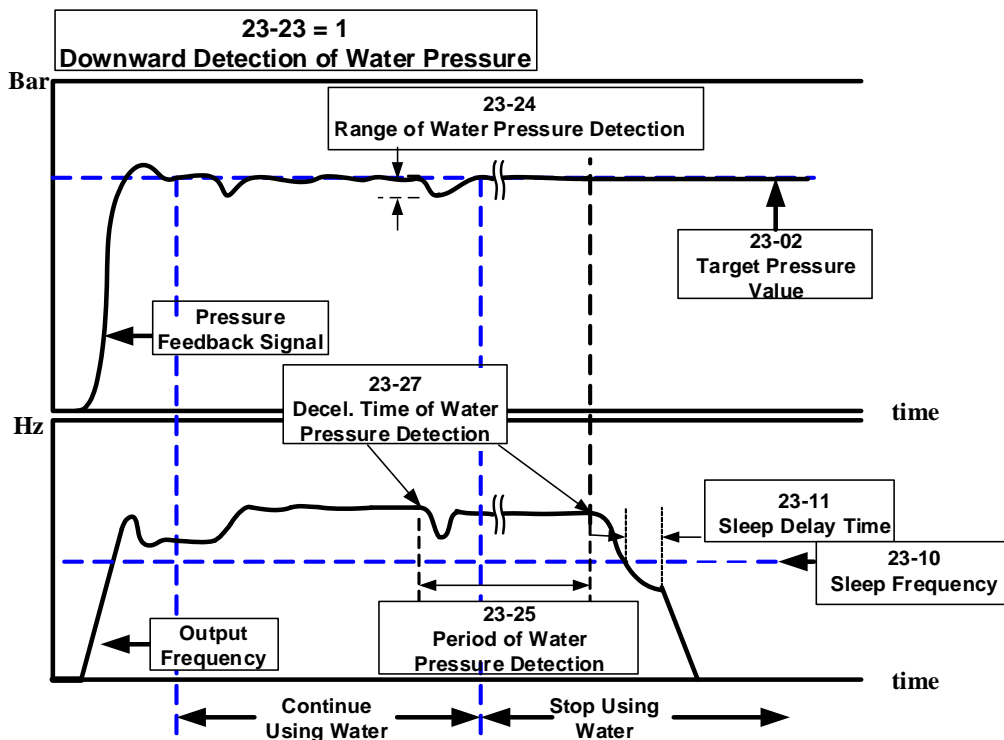 23-23 = 1
Downward Detection of Water Pressure
Bar
23-24
Range of Water Pressure Detection
23-02
Target Pressure
Value
Pressure
Feedback Signal
time
23-27
Decel. Time of Water
Pressure Detection
Hz
23-11
Sleep Delay Time
23-10
Sleep Frequency
23-25
Period of Water
Pressure Detection
Output
Frequency
time
Continue
Using Water
Stop Using
Water